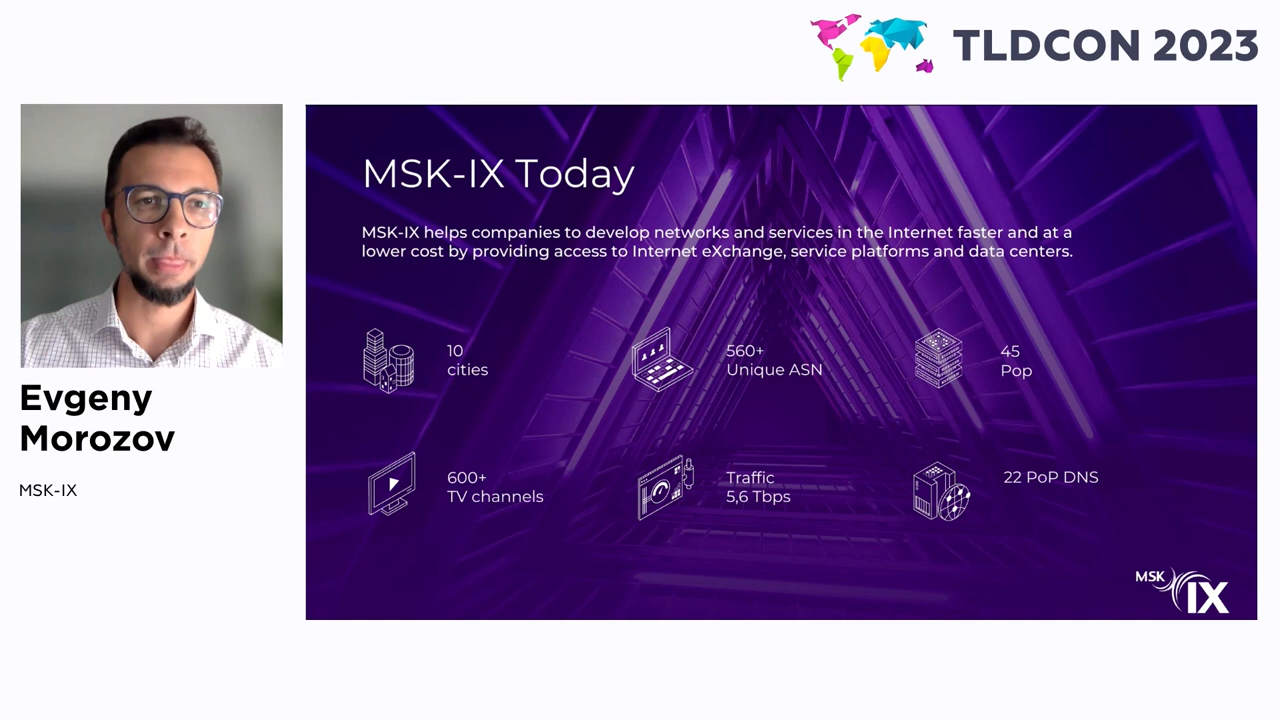 TLDCON 2023
MSK-IX Today
MSK-IX helps companies to develop networks and services in the Internet faster and at a
lower cost by providing access to Internet eXchange, service platforms and data centers.
10
cities
560+
Unique ASN
45
Pop
600+
TV channels
Traffic
5,6 Tbps
22 PoP DNS
MSK
IX
Evgeny
Morozov
MSK-IX